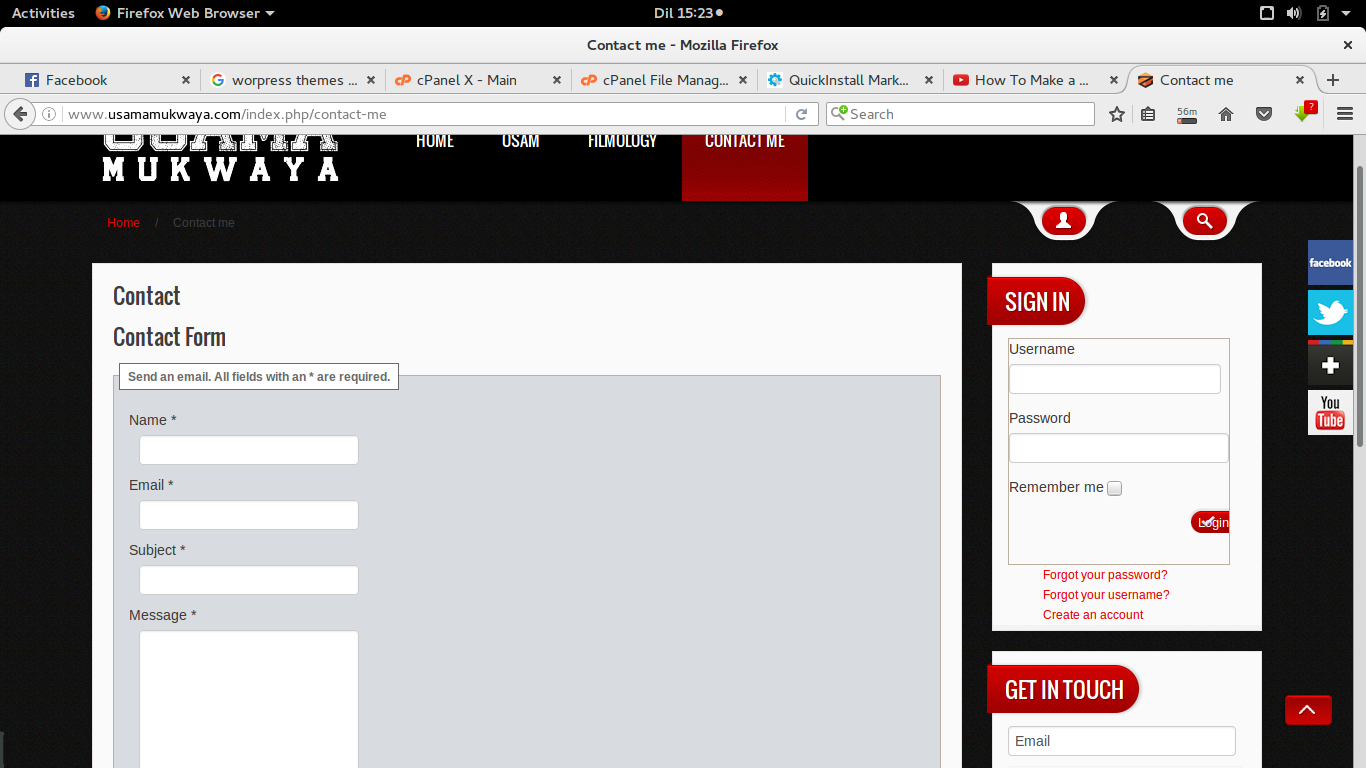 Activities Firefox Web Browser Dil 15:23
Contact me - Mozilla Firefox
Facebook worpress themes ... cPanel X - Main cPanel File Manag... QuickInstall Mark... How To Make a ... Contact me
www.usamamukwaya.com/index.php/contact-me Search 56m ?
USAMA
MUKWAYA
HOME USAM FILMOLOGY CONTACT ME
Home / Contact me
Contact
Contact Form
Send an email. All fields with an * are required.
Name *
Email *
Subject *
Message *
SIGN IN
Username
Password
Remember me
Login
Forgot your password?
Forgot your username?
Create an account
GET IN TOUCH
Email
facebook
You
Tube